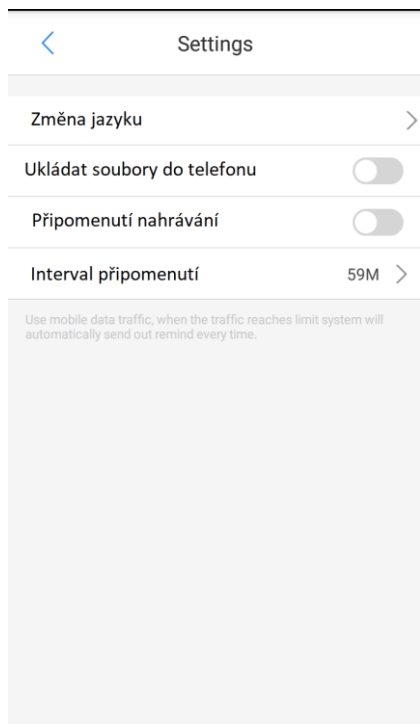 Settings
Změna jazyku
Ukládat soubory do telefonu
Připomenutí nahrávání
Interval připomenutí 59M
Use mobile data traffic, when the traffic reaches limit system will
automatically send out remind every time.